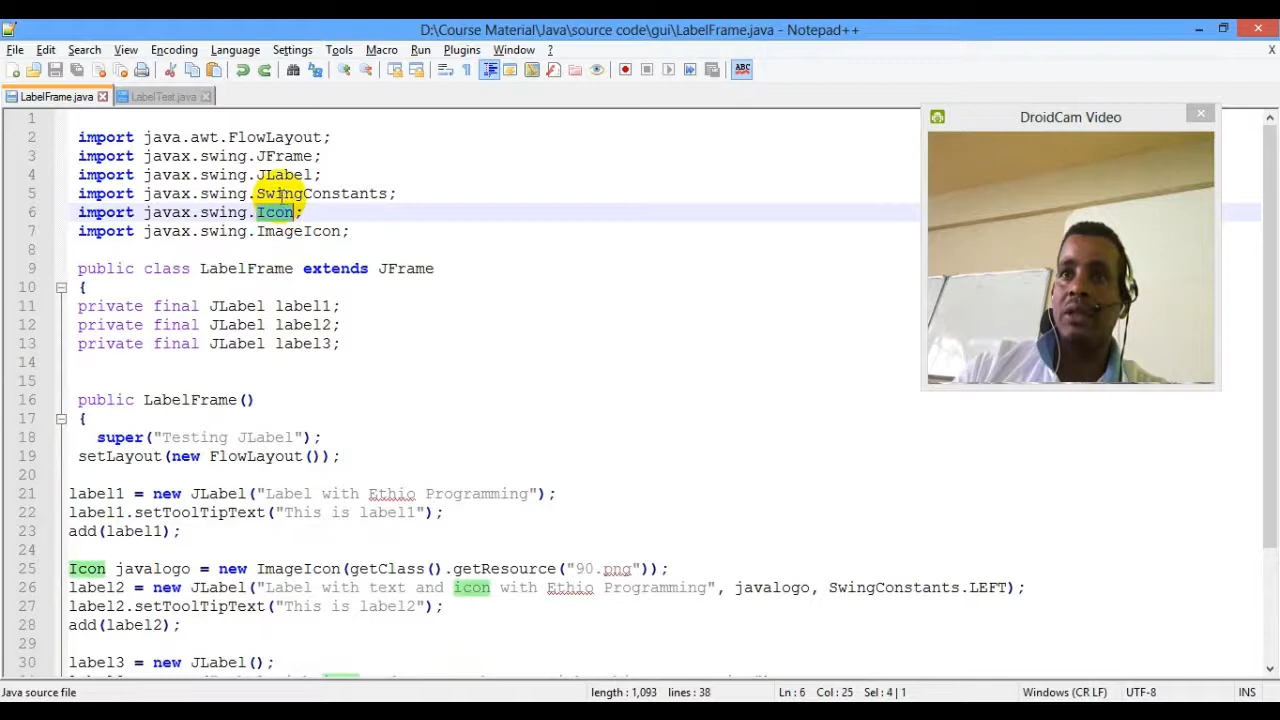 D:\Course Material\Java\source code\gui\LabelFrame.java - Notepad++
File Edit Search View Encoding Language Settings Tools Macro Run Plugins Window ? X
LabelFrame.java LabelTest.java
1
2 import java.awt.FlowLayout;
3 import javax.swing.JFrame;
4 import javax.swing.JLabel;
5 import javax.swing.SwingConstants;
6 import javax.swing.Icon;
7 import javax.swing.ImageIcon;
8
9 public class LabelFrame extends JFrame
10 {
11 private final JLabel label1;
12 private final JLabel label2;
13 private final JLabel label3;
14
15
16 public LabelFrame()
17 {
18 super("Testing JLabel");
19 setLayout(new FlowLayout());
20
21 label1 = new JLabel("Label with Ethio Programming");
22 label1.setToolTipText("This is label1");
23 add(label1);
24
25 Icon javalogo = new ImageIcon(getClass().getResource("90.png"));
26 label2 = new JLabel("Label with text and icon with Ethio Programming", javalogo, SwingConstants.LEFT);
27 label2.setToolTipText("This is label2");
28 add(label2);
29
30 label3 = new JLabel();
DroidCam Video
Java source file length : 1,093 lines : 38 Ln : 6 Col : 25 Sel : 4 | 1 Windows (CR LF) UTF-8 INS